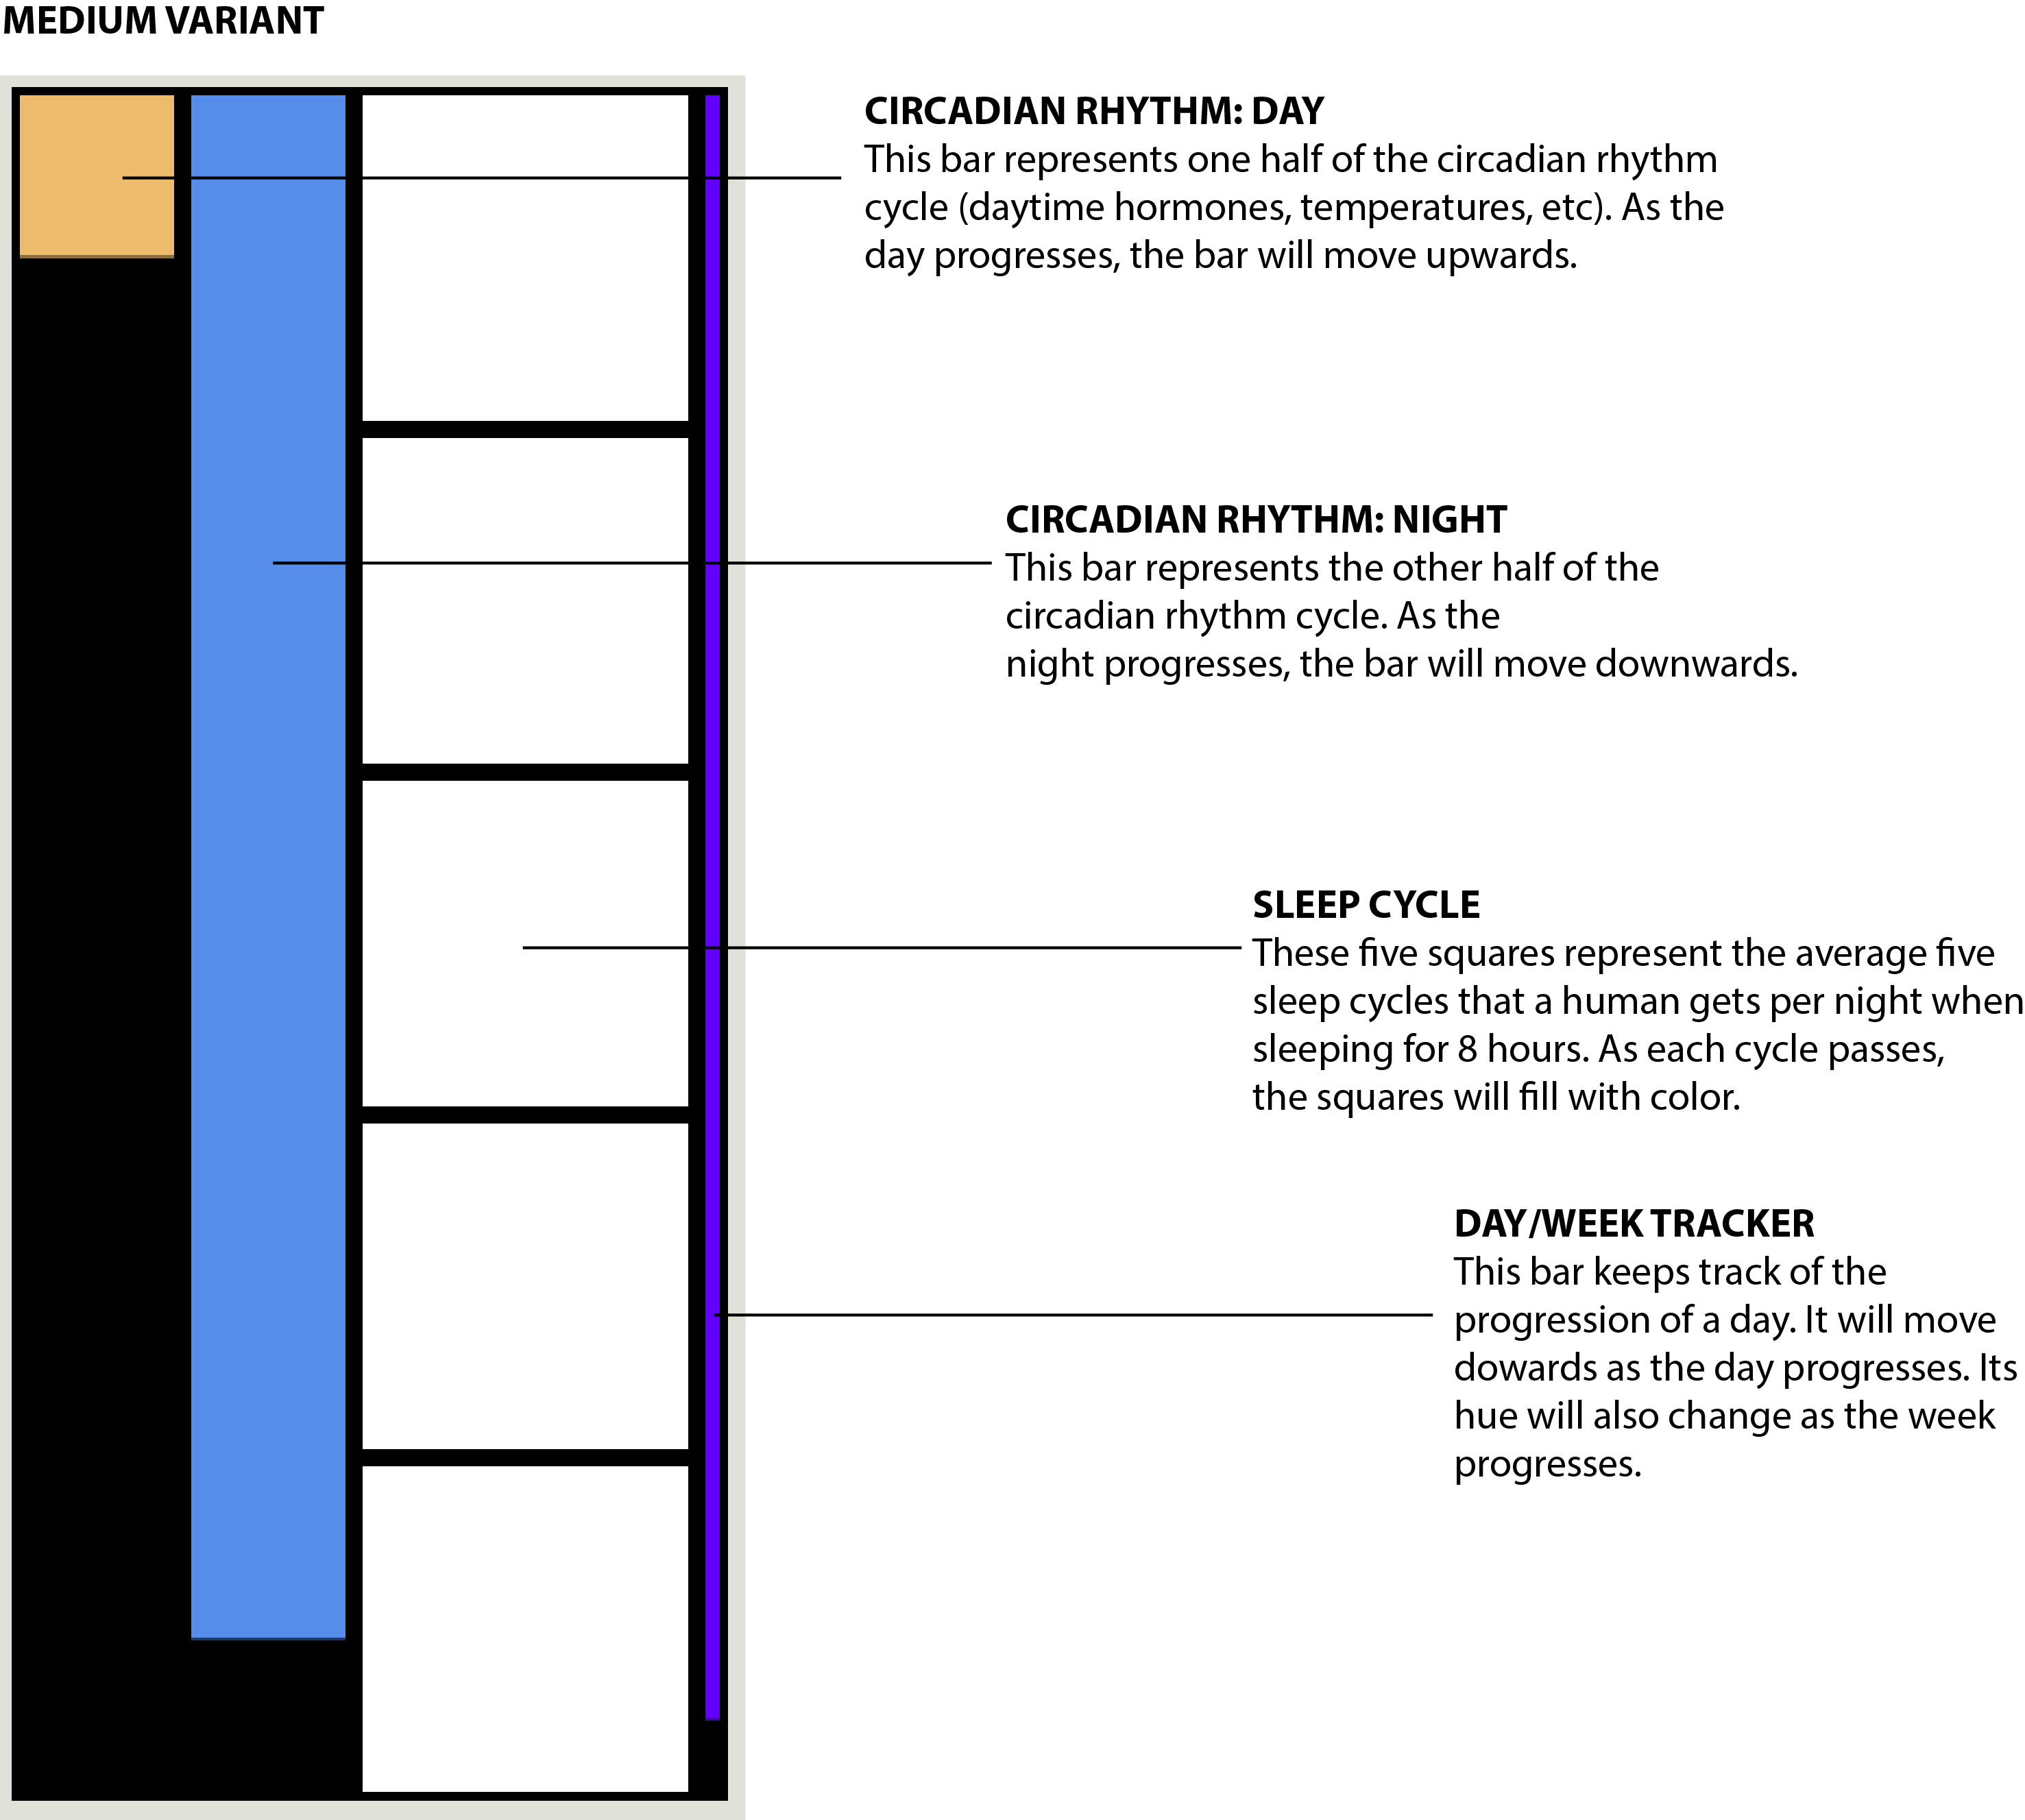 MEDIUM VARIANT
CIRCADIAN RHYTHM: DAY
This bar represents one half of the circadian rhythm
cycle (daytime hormones, temperatures, etc). As the
day progresses, the bar will move upwards.
CIRCADIAN RHYTHM: NIGHT
This bar represents the other half of the
circadian rhythm cycle. As the
night progresses, the bar will move downwards.
SLEEP CYCLE
These five squares represent the average five
sleep cycles that a human gets per night when
sleeping for 8 hours. As each cycle passes,
the squares will fill with color.
DAY/WEEK TRACKER
This bar keeps track of the
progression of a day. It will move
dowards as the day progresses. Its
hue will also change as the week
progresses.